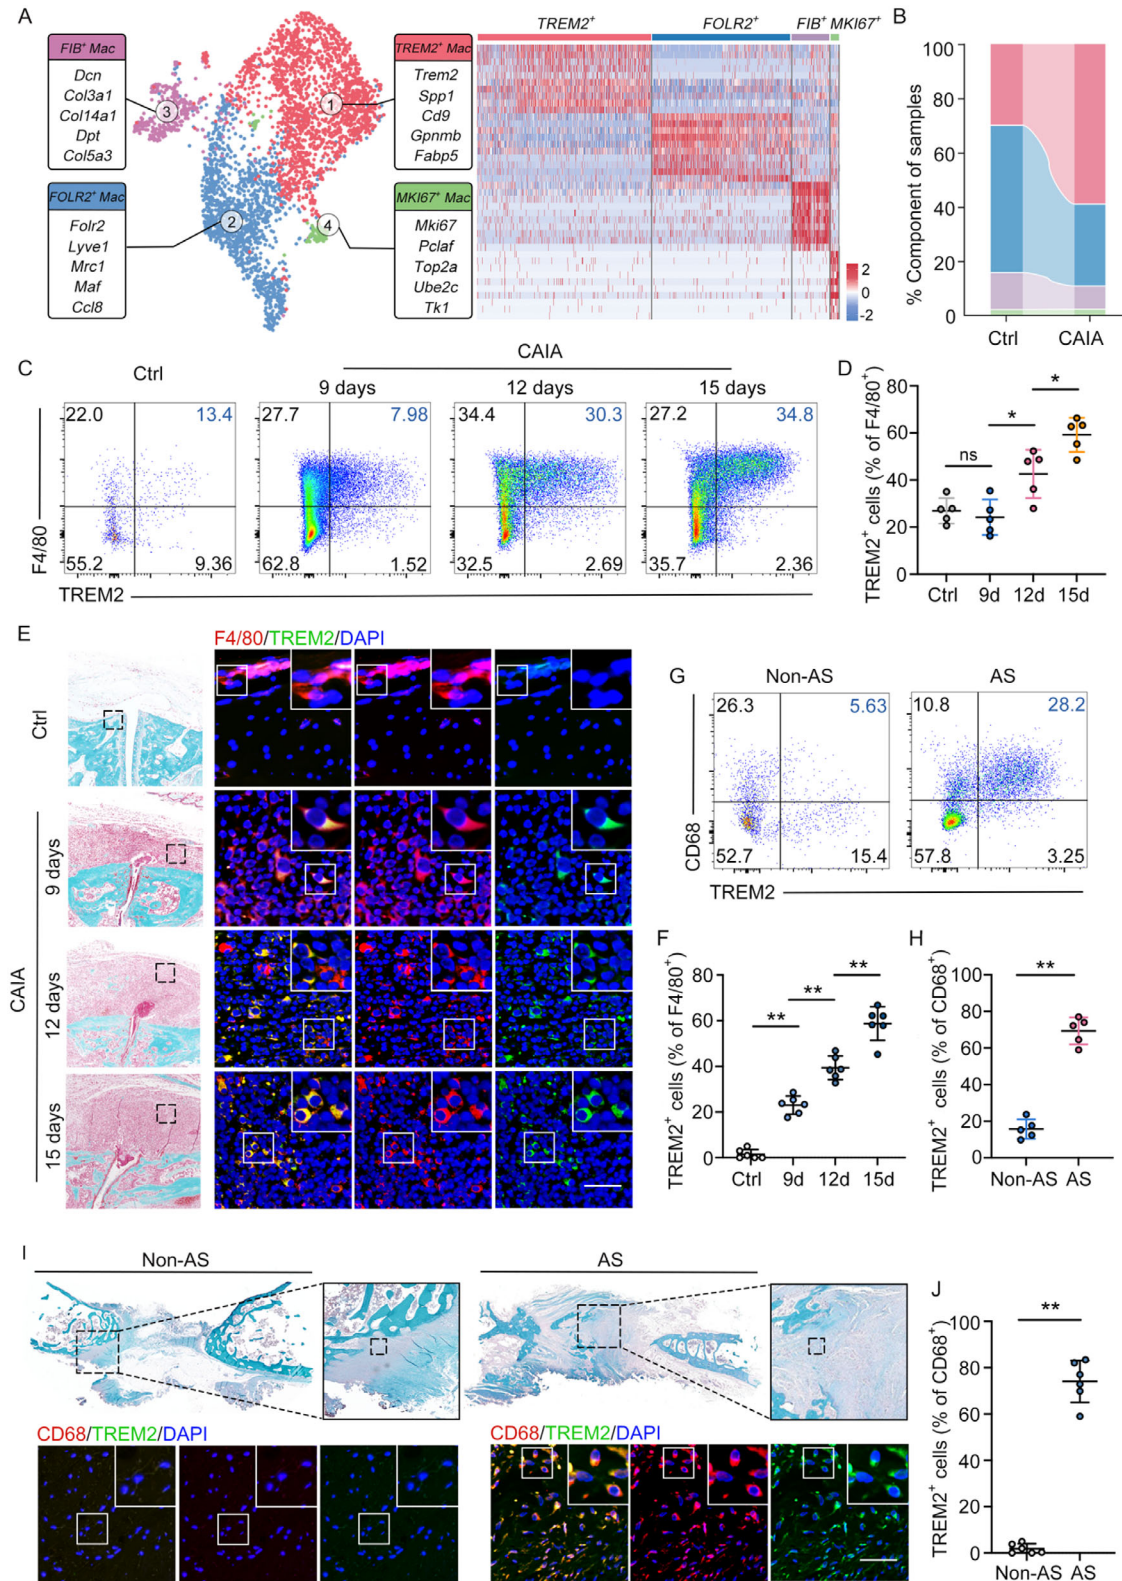 A
FIB+ Mac
Dcn
Col3a1
Col14a1
Dpt
Col5a3
FOLR2+ Mac
Folr2
Lyve1
Mrc1
Maf
Ccl8
3
1
2
4
TREM2+ Mac
Trem2
Spp1
Cd9
Gpnmb
Fabp5
MKI67+ Mac
Mki67
Pclaf
Top2a
Ube2c
Tk1
TREM2+ FOLR2+ FIB+ MKI67+
2
0
-2
B
% Component of samples
100
80
60
40
20
0
Ctrl CAIA
C
CAIA
Ctrl 9 days 12 days 15 days
22.0 13.4 27.7 7.98 34.4 30.3 27.2 34.8
55.2 9.36 62.8 1.52 32.5 2.69 35.7 2.36
F4/80
TREM2
D
TREM2+ cells (% of F4/80+)
80
60
40
20
0
ns * *
Ctrl 9d 12d 15d
E
F4/80/TREM2/DAPI
Ctrl
CAIA
9 days
12 days
15 days
G
Non-AS AS
26.3 5.63 10.8 28.2
52.7 15.4 57.8 3.25
CD68
TREM2
F
TREM2+ cells (% of F4/80+)
80
60
40
20
0
** ** **
Ctrl 9d 12d 15d
H
TREM2+ cells (% of CD68+)
100
80
60
40
20
0
**
Non-AS AS
I
Non-AS AS
CD68/TREM2/DAPI CD68/TREM2/DAPI
J
TREM2+ cells (% of CD68+)
100
80
60
40
20
0
**
Non-AS AS